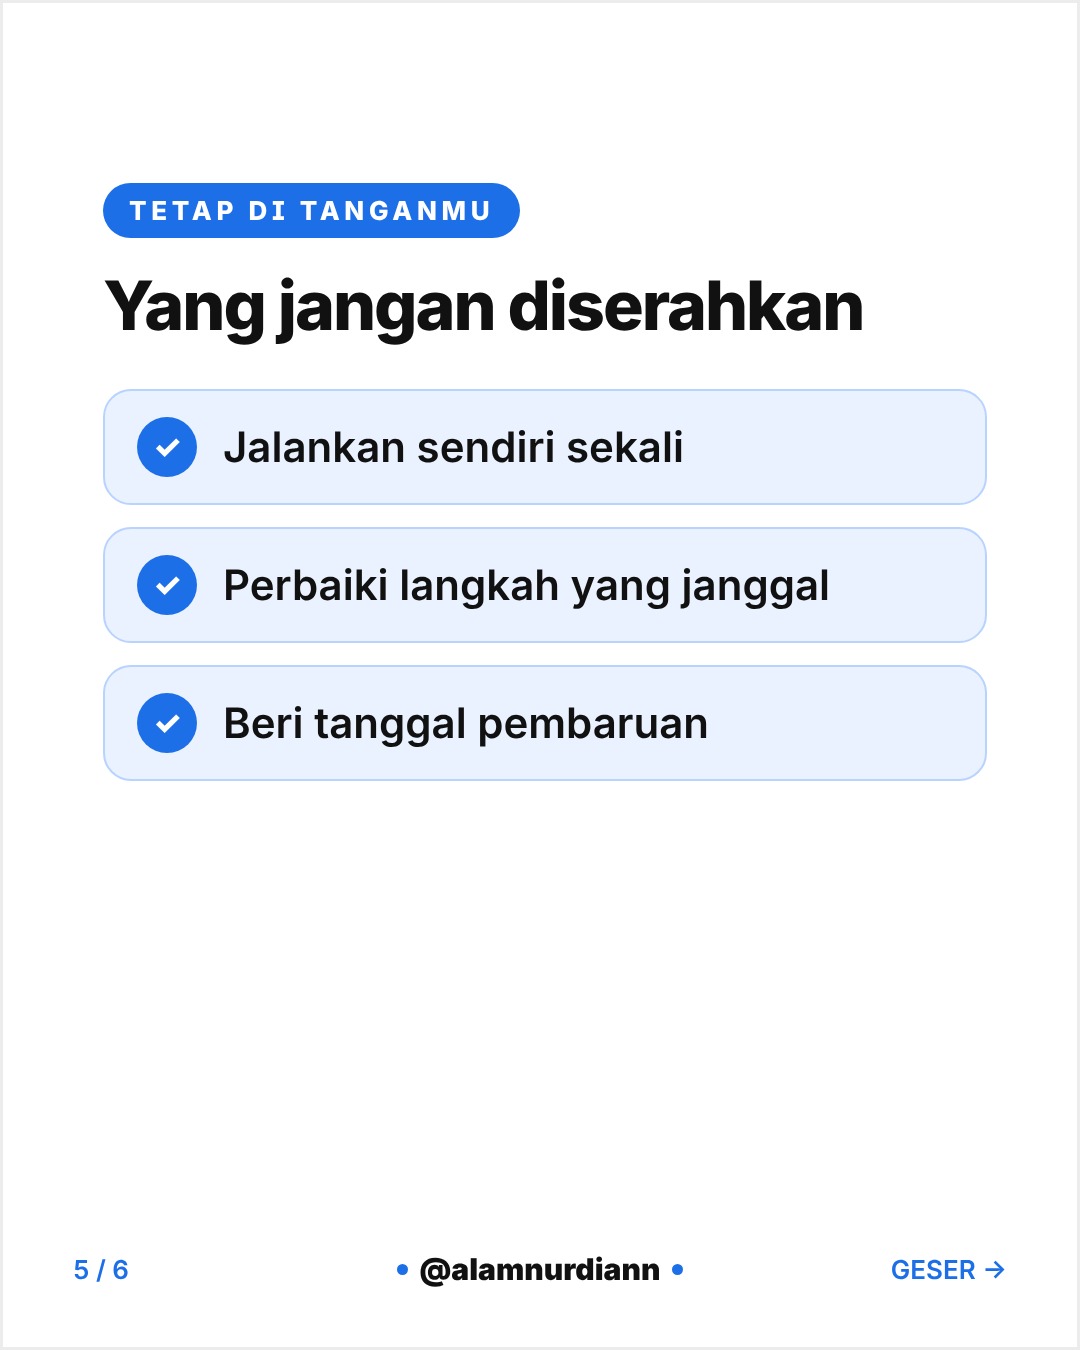 TETAP DI TANGANMU
Yang jangan diserahkan
Jalankan sendiri sekali
Perbaiki langkah yang janggal
Beri tanggal pembaruan
5 / 6
• @alamnurdiann •
GESER →